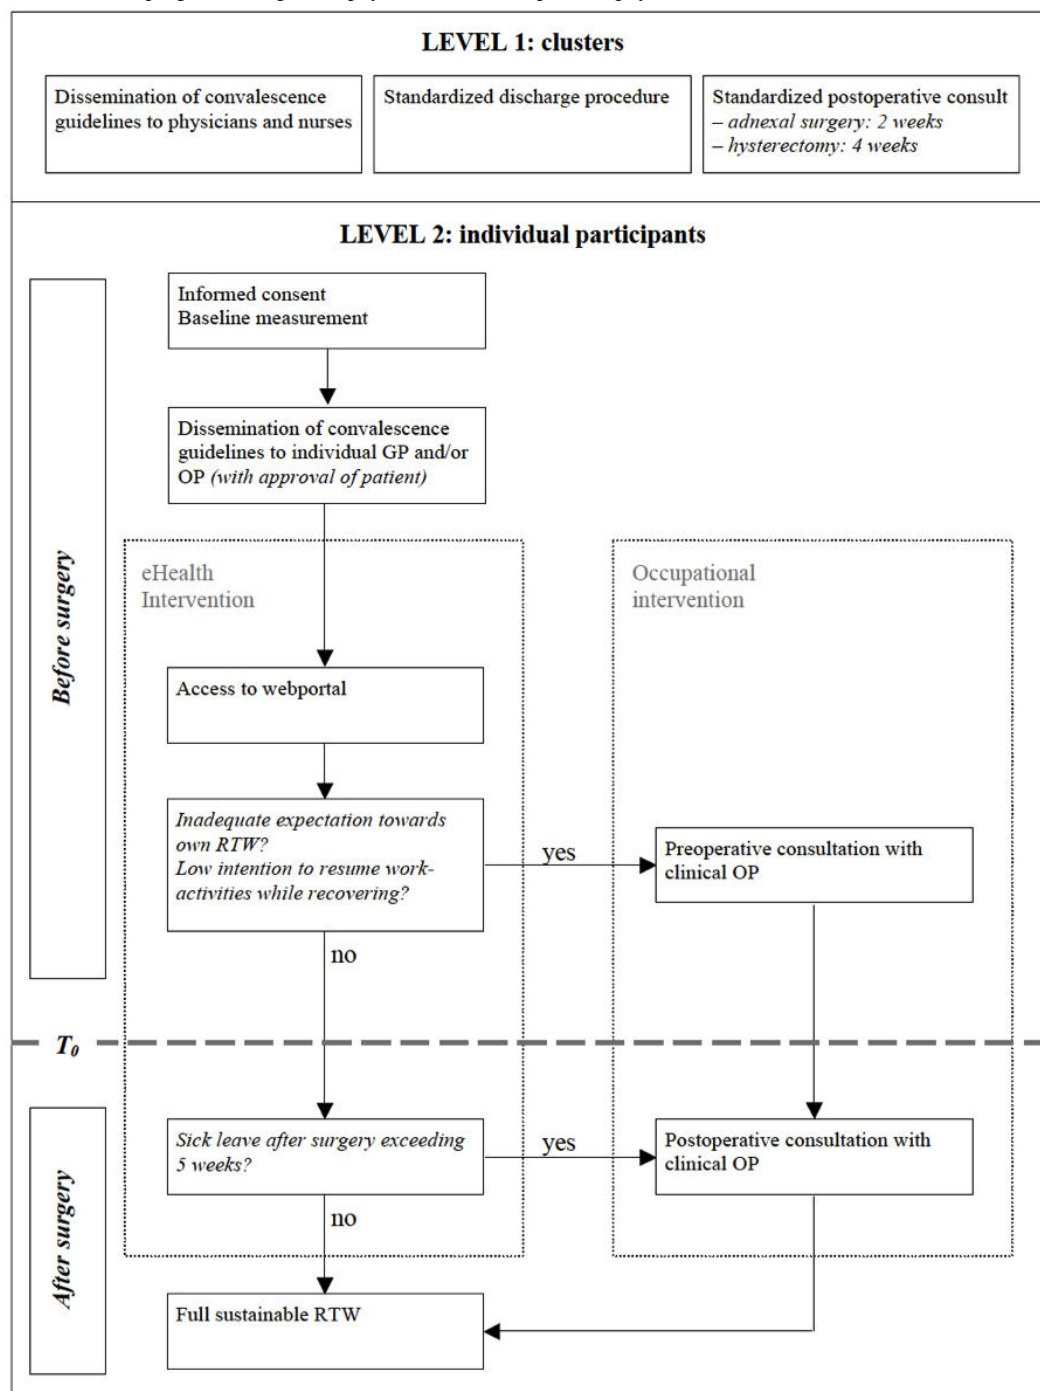 LEVEL 1: clusters
Dissemination of convalescence
guidelines to physicians and nurses
Standardized discharge procedure
Standardized postoperative consult
– adnexal surgery: 2 weeks
– hysterectomy: 4 weeks
LEVEL 2: individual participants
Before surgery
Informed consent
Baseline measurement
Dissemination of convalescence
guidelines to individual GP and/or
OP (with approval of patient)
eHealth
Intervention
Occupational
intervention
Access to webportal
Inadequate expectation towards
own RTW?
Low intention to resume work-
activities while recovering?
yes
Preoperative consultation with
clinical OP
no
T0
After surgery
Sick leave after surgery exceeding
5 weeks?
yes
Postoperative consultation with
clinical OP
no
Full sustainable RTW